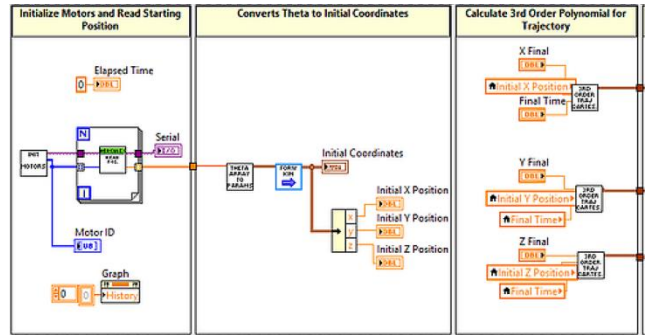 Initialize Motors and Read Starting
Position
Elapsed Time
0
DBL
N
INIT
MOTORS
READ
POS.
Serial
I/O
i
Motor ID
U8
Graph
0
0
History
Converts Theta to Initial Coordinates
THETA
ARRAY
TO
PARAMS
FORW
KIN
Initial Coordinates
Initial X Position
DBL
Initial Y Position
DBL
Initial Z Position
DBL
x
y
z
Calculate 3rd Order Polynomial for
Trajectory
X Final
DBL
Initial X Position
Final Time
DBL
3RD
ORDER
TRAJ
CARTES
Y Final
DBL
Initial Y Position
Final Time
3RD
ORDER
TRAJ
CARTES
Z Final
DBL
Initial Z Position
Final Time
3RD
ORDER
TRAJ
CARTES